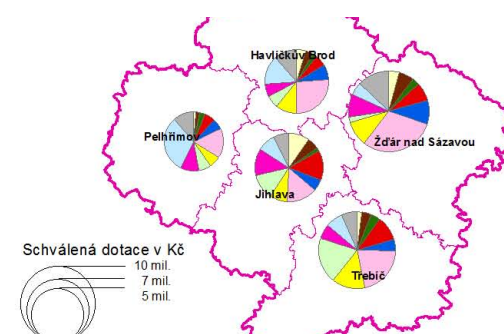 Havlíčkův Brod
Pelhřimov
Žďár nad Sázavou
Jihlava
Třebíč
Schválená dotace v Kč
10 mil.
7 mil.
5 mil.